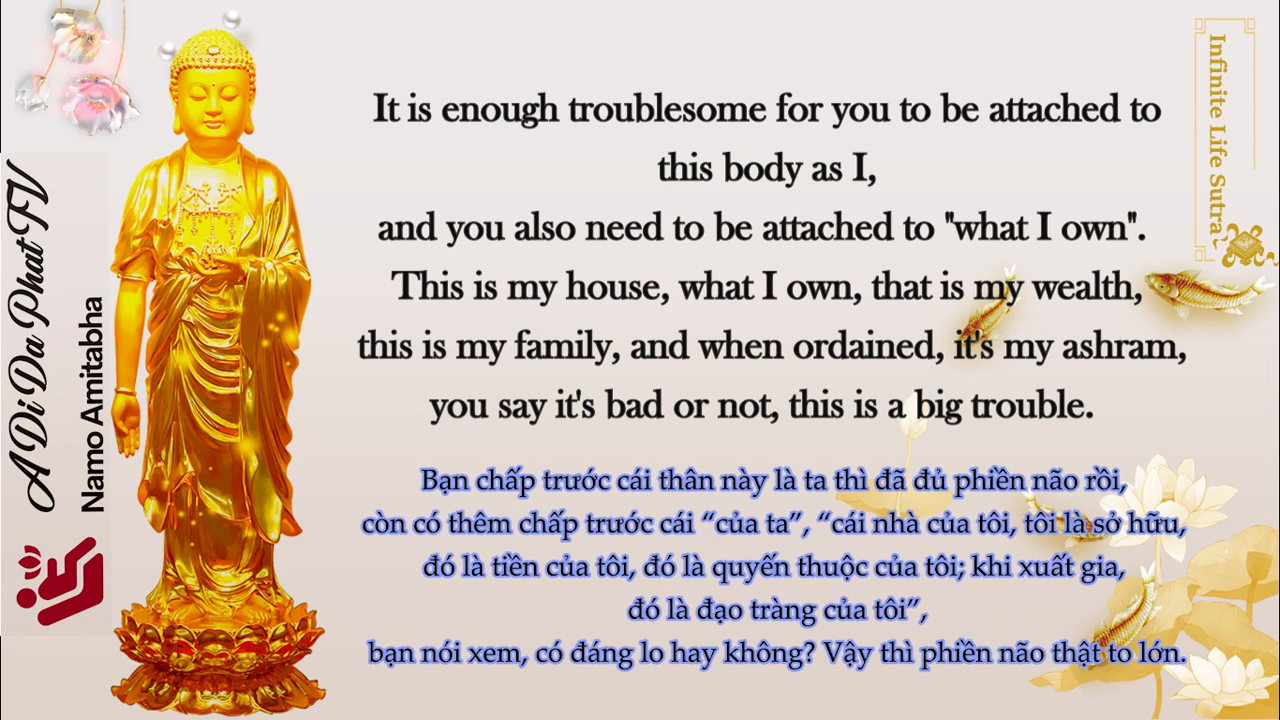 A Di Da Phat TV
Namo Amitabha
Infinite Life Sutra
It is enough troublesome for you to be attached to
this body as I,
and you also need to be attached to "what I own".
This is my house, what I own, that is my wealth,
this is my family, and when ordained, it's my ashram,
you say it's bad or not, this is a big trouble.
Bạn chấp trước cái thân này là ta thì đã đủ phiền não rồi,
còn có thêm chấp trước cái “của ta”, “cái nhà của tôi, tôi là sở hữu,
đó là tiền của tôi, đó là quyến thuộc của tôi; khi xuất gia,
đó là đạo tràng của tôi”,
bạn nói xem, có đáng lo hay không? Vậy thì phiền não thật to lớn.